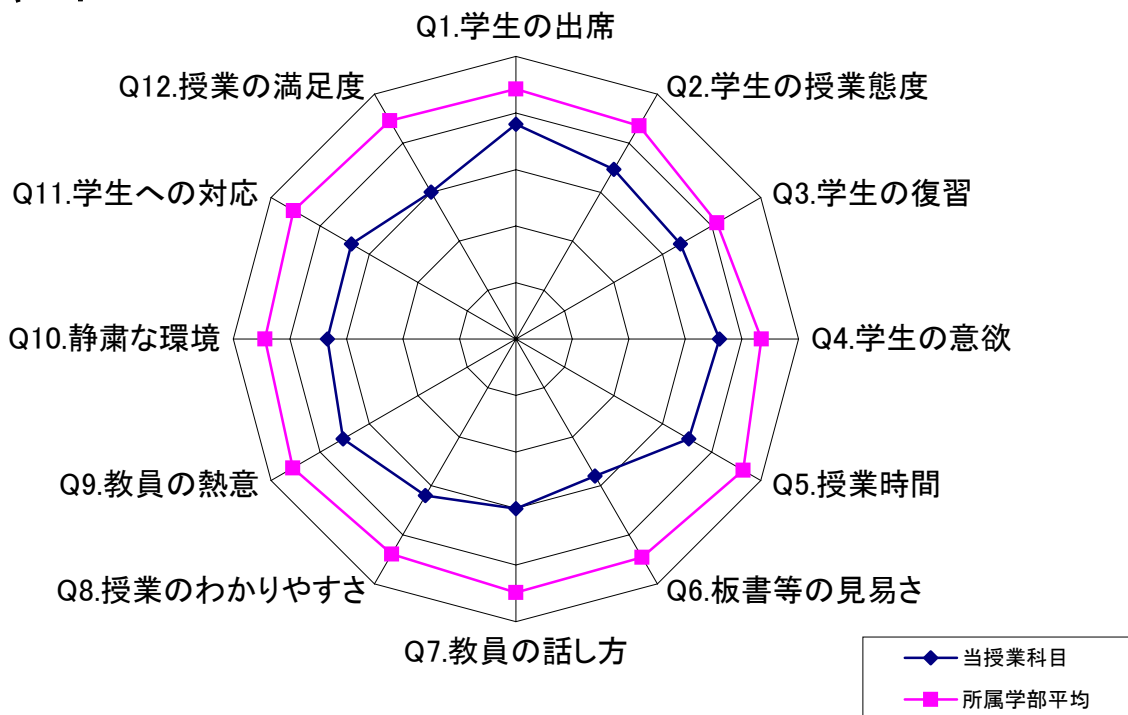 Q1.学生の出席
Q2.学生の授業態度
Q3.学生の復習
Q4.学生の意欲
Q5.授業時間
Q6.板書等の見易さ
Q7.教員の話し方
Q8.授業のわかりやすさ
Q9.教員の熱意
Q10.静粛な環境
Q11.学生への対応
Q12.授業の満足度
当授業科目
所属学部平均